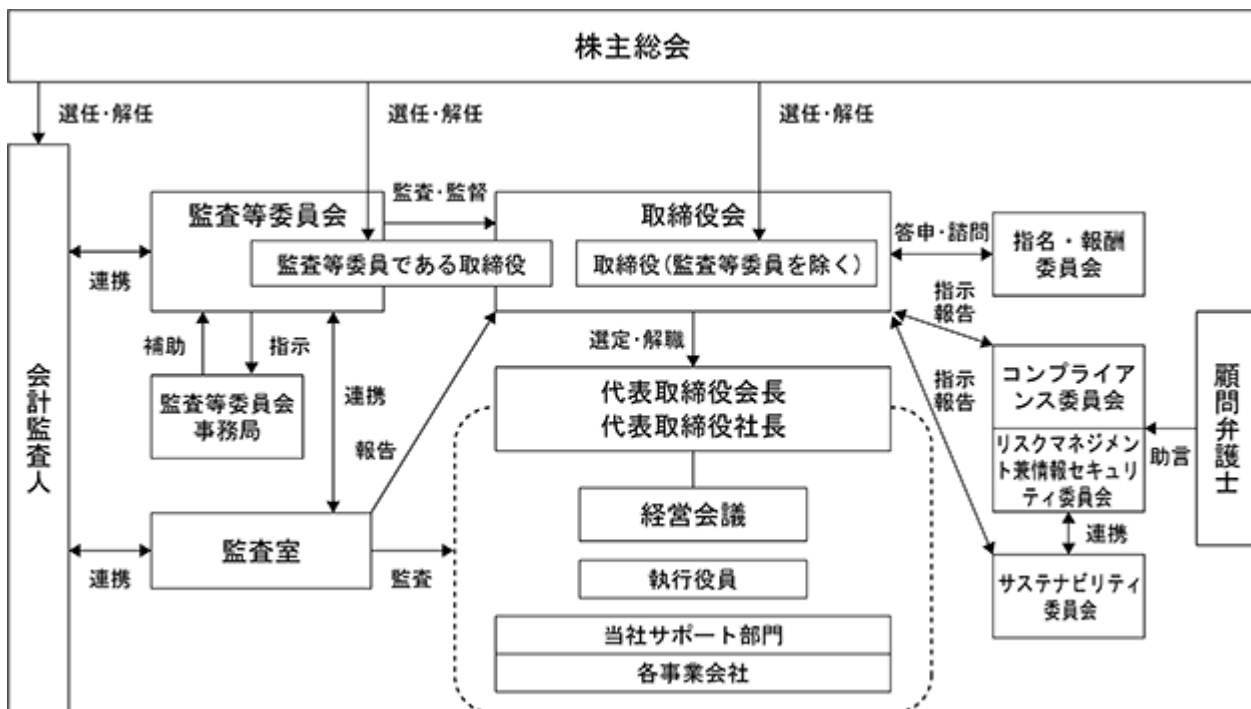 株主総会
選任・解任
選任・解任
選任・解任
監査等委員会
監査・監督
取締役会
監査等委員である取締役
取締役(監査等委員を除く)
答申・諮問
指名・報酬
委員会
連携
補助
指示
連携
報告
選定・解職
指示
報告
指示
報告
監査等委員会
事務局
代表取締役会長
代表取締役社長
コンプライア
ンス委員会
リスクマネジメン
ト兼情報セキュリ
ティ委員会
助言
顧問弁護士
会計監査人
経営会議
監査室
連携
監査
執行役員
連携
サステナビリティ
委員会
当社サポート部門
各事業会社